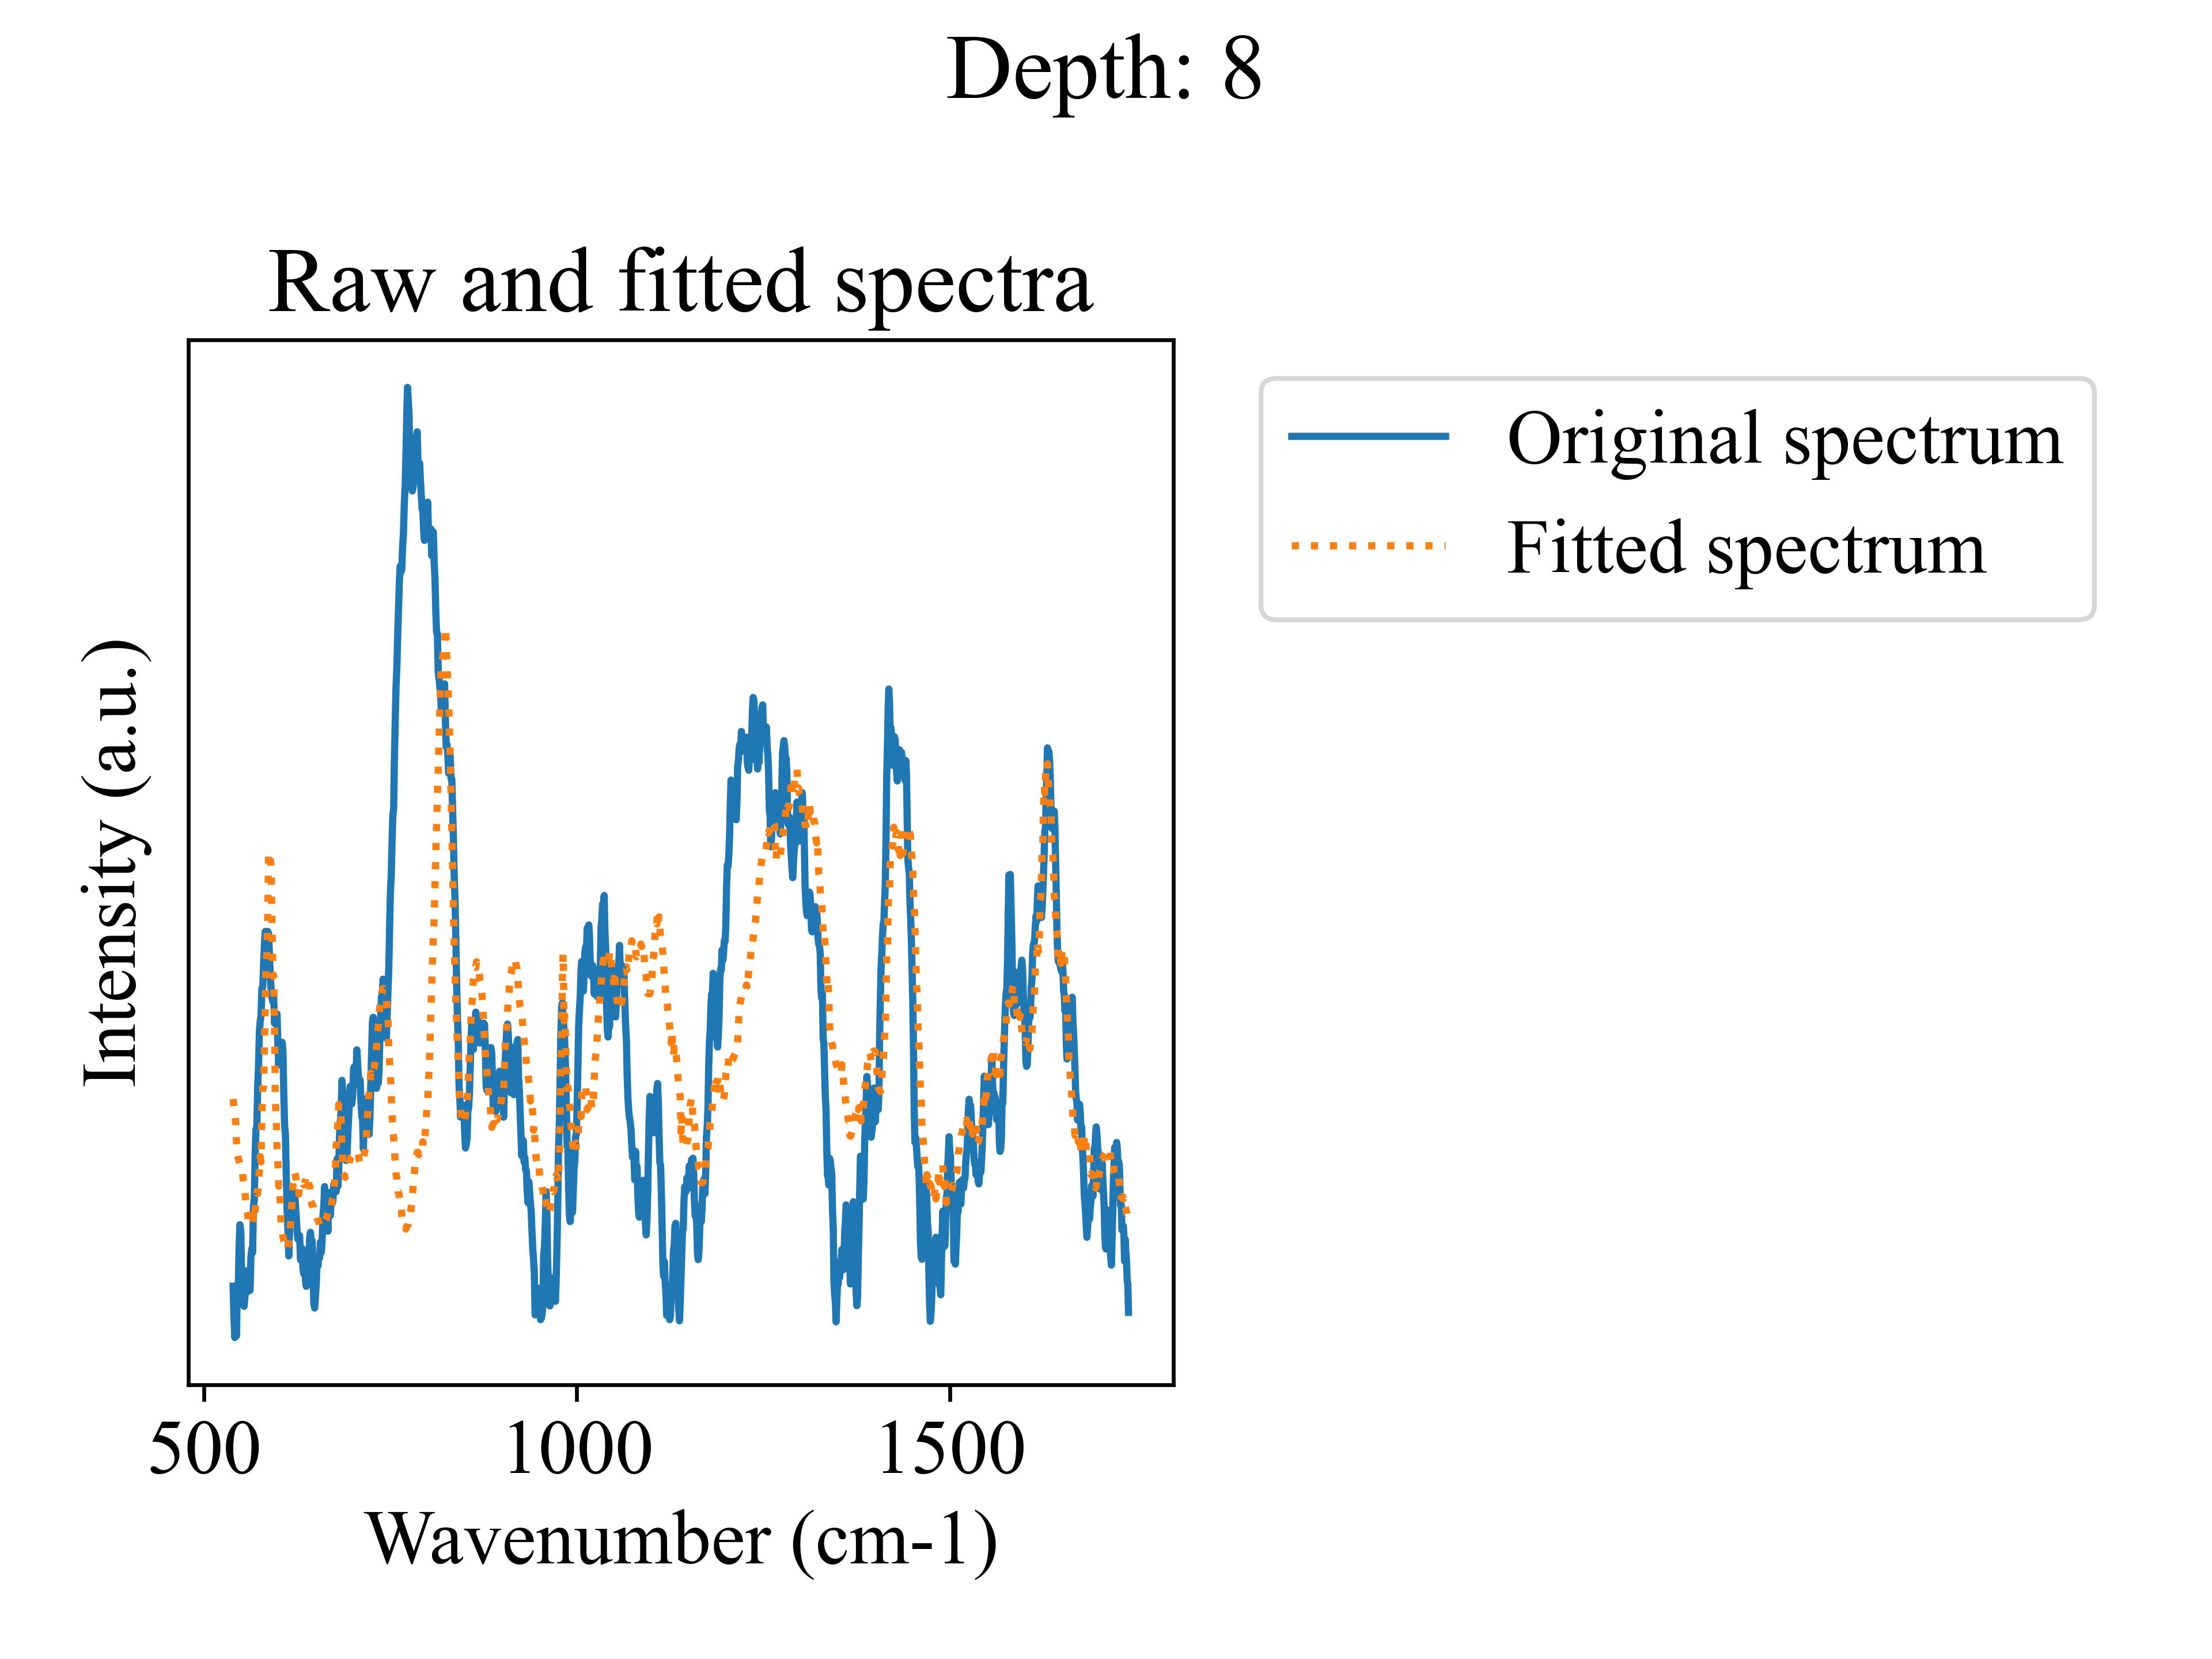 Depth: 8
Raw and fitted spectra
Original spectrum
Fitted spectrum
Intensity (a.u.)
500 1000 1500
Wavenumber (cm-1)